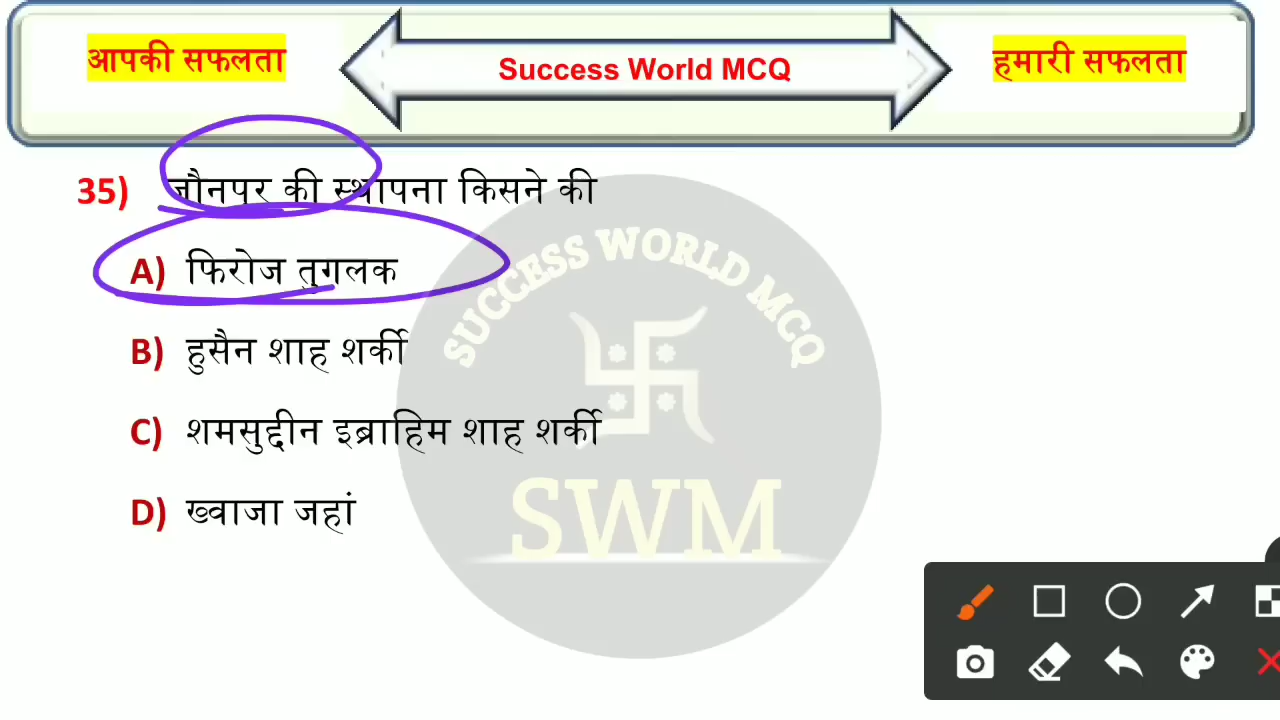 आपकी सफलता
Success World MCQ
हमारी सफलता
35) जौनपुर की स्थापना किसने की
A) फिरोज तुगलक
B) हुसैन शाह शर्की
C) शमसुद्दीन इब्राहिम शाह शर्की
D) ख्वाजा जहां
SUCCESS WORLD MCQ
SWM